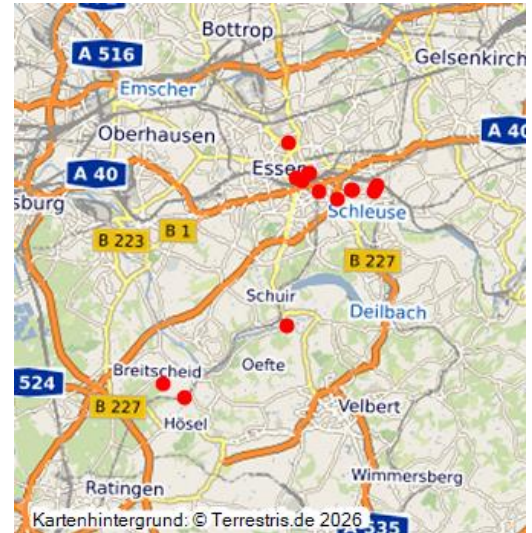 Bottrop
A 516
Gelsenkirch
Emscher
Oberhausen
A 40
Essen
A 40
sburg
Schleuse
B 223
B 1
B 227
Schuir
Deilbach
Breitscheid
Oefte
524
B 227
Velbert
Hösel
Wimmersberg
Ratingen
Kartenhintergrund: © Terrestris.de 2026
A 535